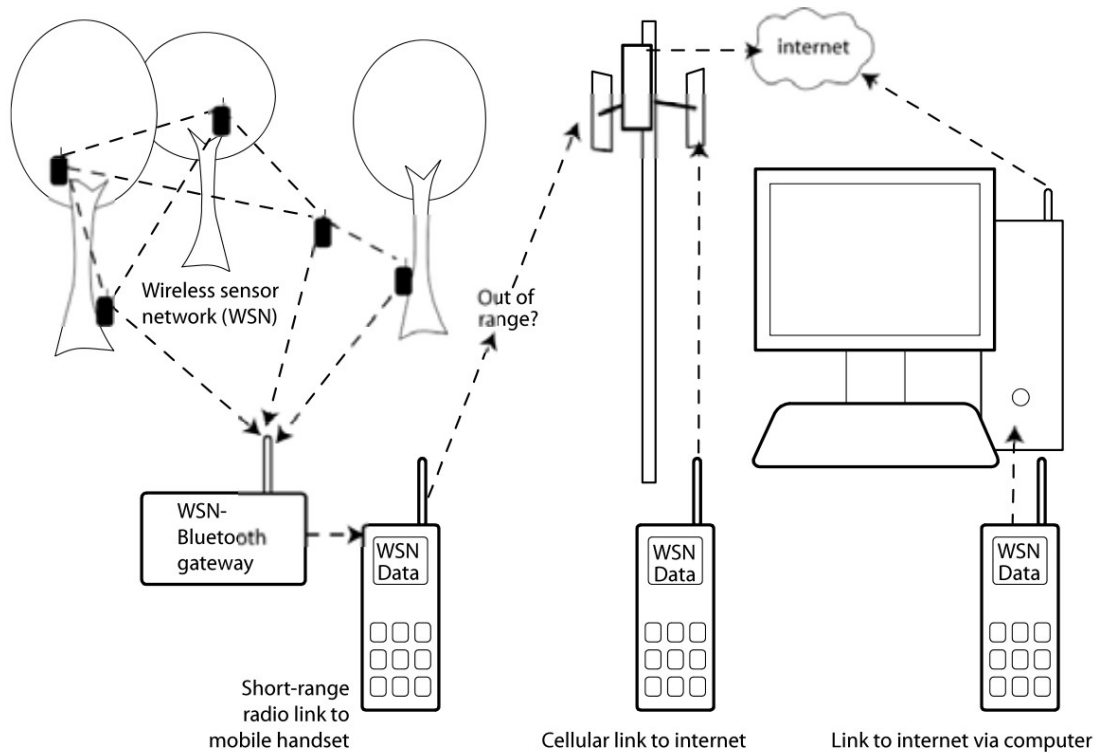 internet
Wireless sensor
network (WSN)
Out of
range?
WSN-
Bluetooth
gateway
WSN
Data
WSN
Data
WSN
Data
Short-range
radio link to
mobile handset
Cellular link to internet
Link to internet via computer